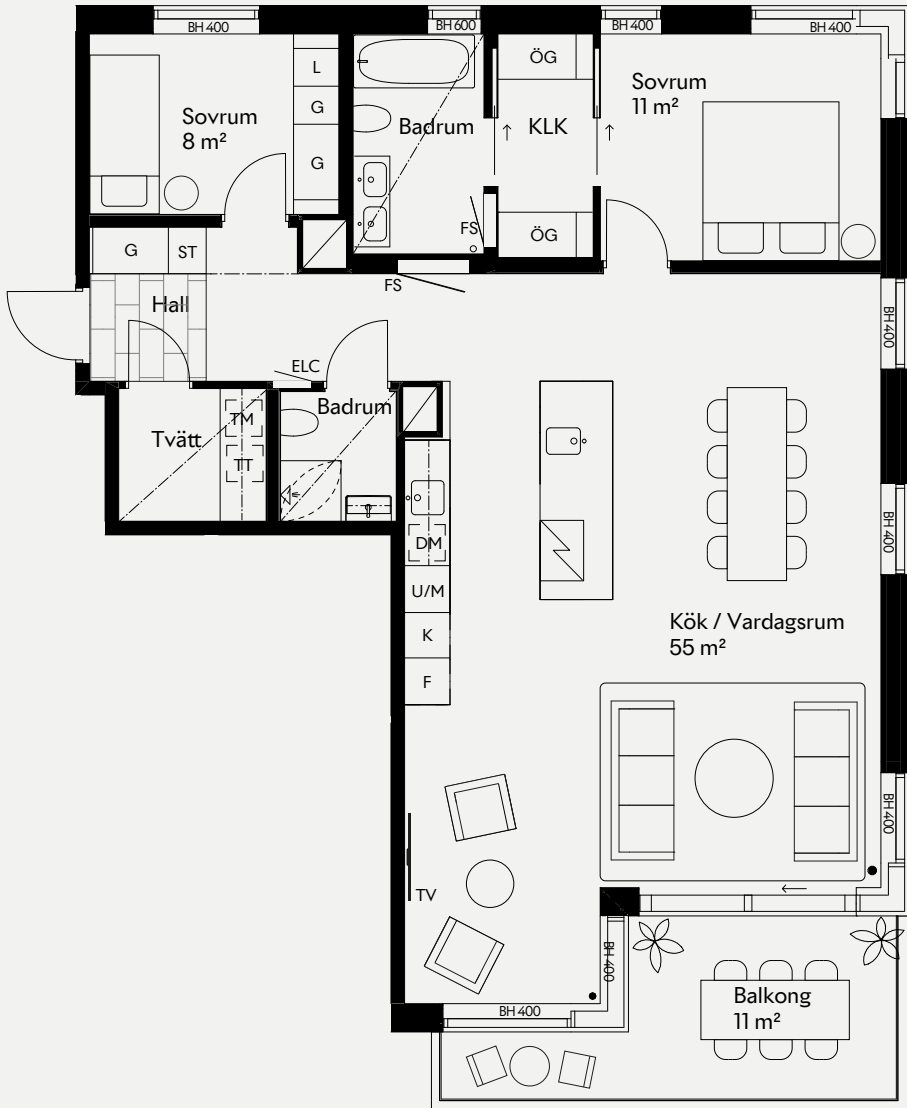 BH 400
BH 600
BH 400
BH 400
L
G
G
Sovrum
8 m²
Badrum
ÖG
KLK
ÖG
FS
Sovrum
11 m²
G
ST
Hall
FS
ELC
BH 400
Tvätt
TM
TT
Badrum
DM
U/M
K
F
BH 400
Kök / Vardagsrum
55 m²
BH 400
TV
BH 400
BH 400
Balkong
11 m²